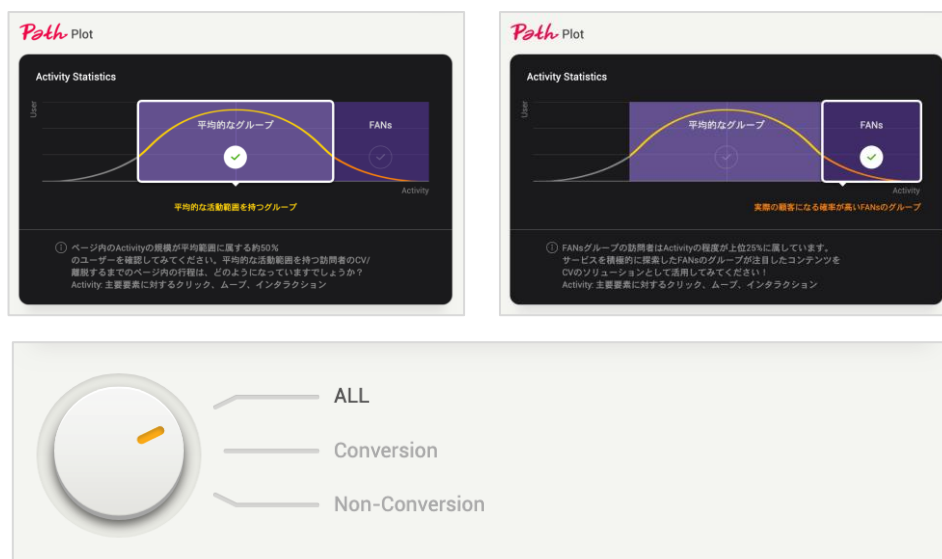 Path Plot
Activity Statistics
User
平均的なグループ
FANs
Activity
平均的な活動範囲を持つグループ
ページ内のActivityの規模が平均範囲に属する約50%
のユーザーを確認してみてください。平均的な活動範囲を持つ訪問者のCV/
離脱するまでのページ内の行程は、どのようになっていますでしょうか?
Activity: 主要要素に対するクリック、ムーブ、インタラクション
Path Plot
Activity Statistics
User
平均的なグループ
FANs
Activity
実際の顧客になる確率が高いFANsのグループ
FANsグループの訪問者はActivityの程度が上位25%に属しています。
サービスを積極的に探索したFANsのグループが注目したコンテンツを
CVのソリューションとして活用してみてください!
Activity: 主要要素に対するクリック、ムーブ、インタラクション
ALL
Conversion
Non-Conversion